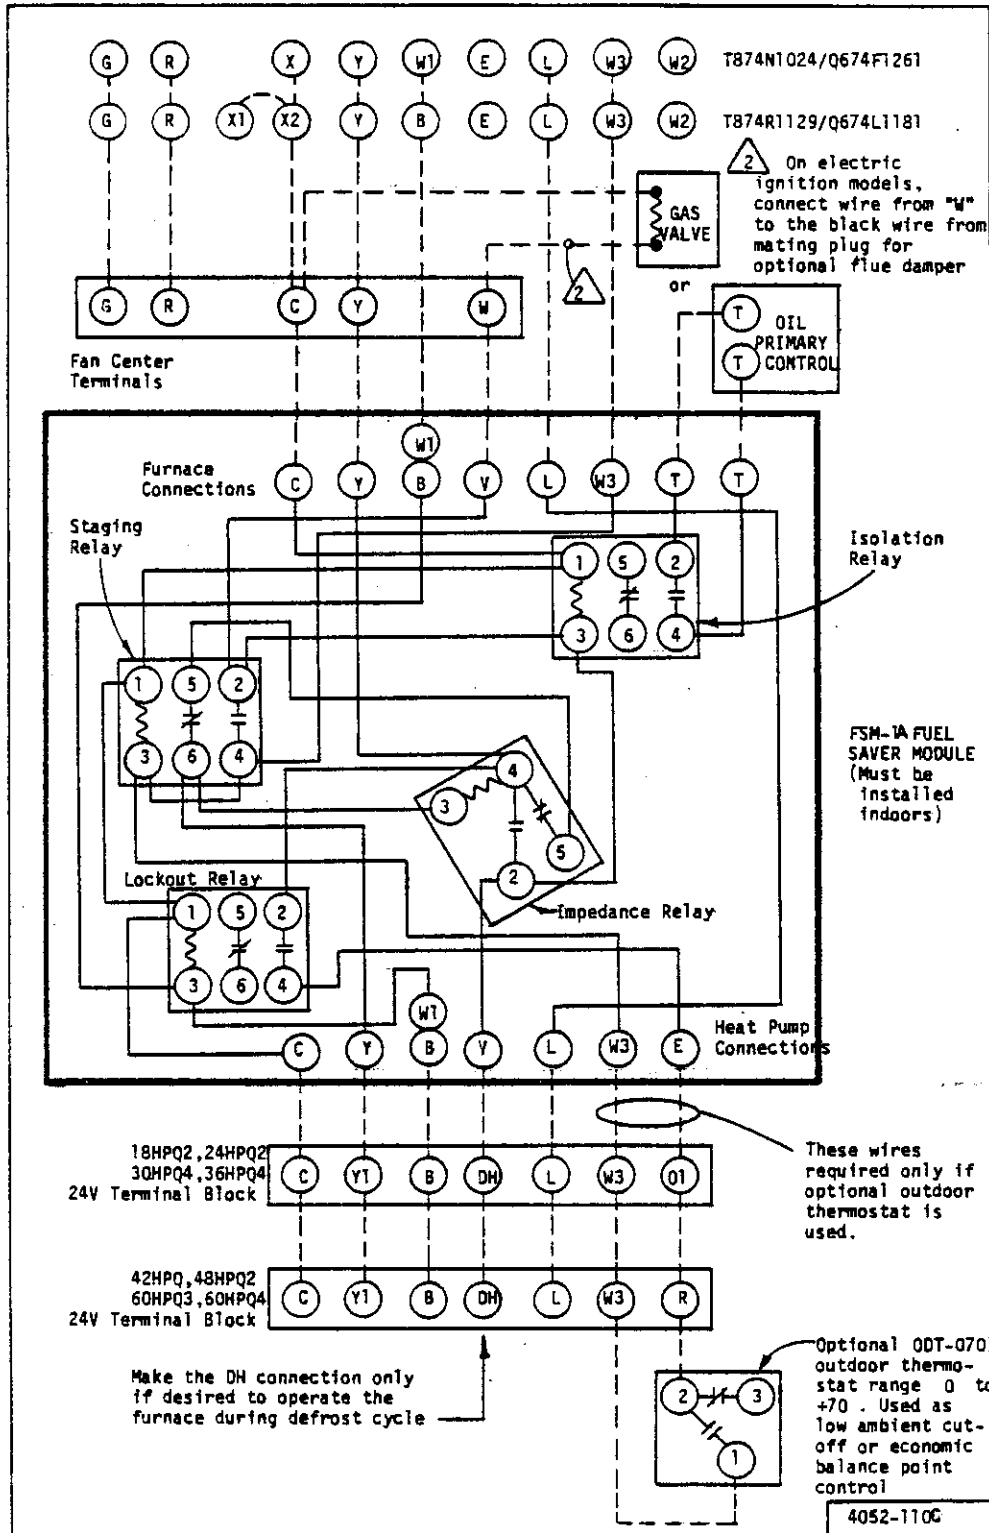 G R X Y W1 E L W3 W2 T874N1024/Q674F1261
G R X1 X2 Y B E L W3 W2 T874R1129/Q674L1181
2 On electric
ignition models,
connect wire from "W"
to the black wire from
mating plug for
optional flue damper
GAS
VALVE
2
or
G R C Y W
Fan Center
Terminals
T
OIL
PRIMARY
CONTROL
T
W1
Furnace
Connections
C Y B V L W3 T T
Staging
Relay
Isolation
Relay
1 5 2
3 6 4
1 5 2
3 6 4
FSM-1A FUEL
SAVER MODULE
(Must be
installed
indoors)
4
3
5
2
Impedance Relay
Lockout Relay
1 5 2
3 6 4
W1
Heat Pump
Connections
C Y B V L W3 E
18HPQ2,24HPQ2
30HPQ4,36HPQ4
24V Terminal Block
C Y1 B DH L W3 O1
These wires
required only if
optional outdoor
thermostat is
used.
42HPQ,48HPQ2
60HPQ3,60HPQ4
24V Terminal Block
C Y1 B DH L W3 R
Make the DH connection only
if desired to operate the
furnace during defrost cycle
2 3
1
Optional ODT-070
outdoor thermo-
stat range 0 to
+70 . Used as
low ambient cut-
off or economic
balance point
control
4052-110